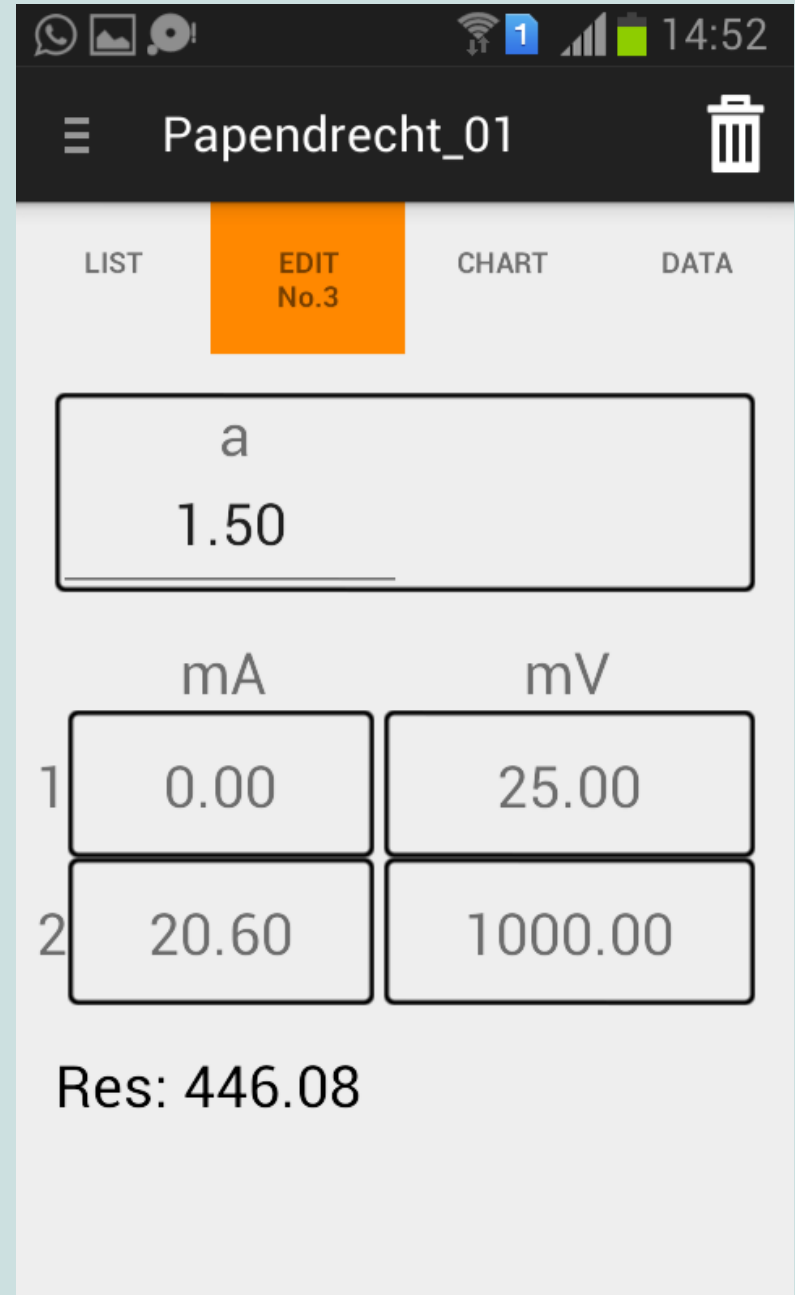 1 14:52
Papendrecht_01
LIST EDIT CHART DATA
No.3
a
1.50
mA mV
1 0.00 25.00
2 20.60 1000.00
Res: 446.08